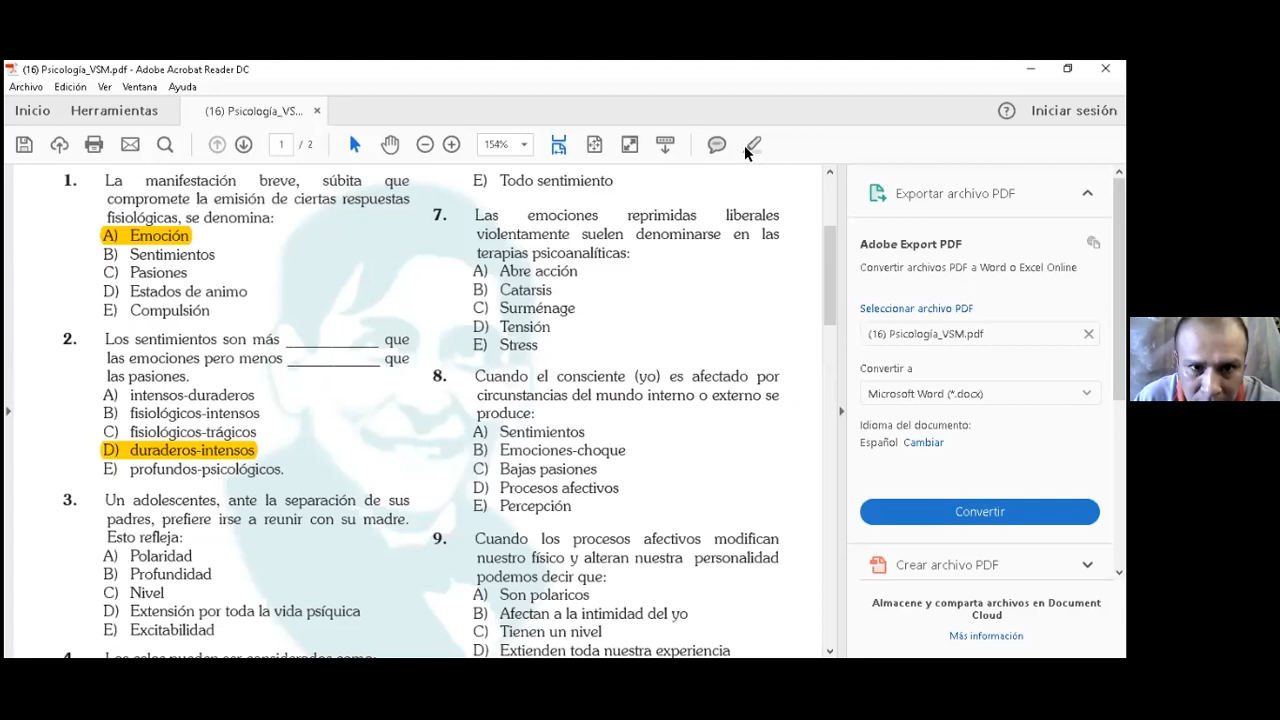 (16) Psicología_VSM.pdf - Adobe Acrobat Reader DC
Archivo Edición Ver Ventana Ayuda
Inicio Herramientas (16) Psicología_VS... × Iniciar sesión
1 / 2 154%
1. La manifestación breve, súbita que
compromete la emisión de ciertas respuestas
fisiológicas, se denomina:
A) Emoción
B) Sentimientos
C) Pasiones
D) Estados de animo
E) Compulsión
2. Los sentimientos son más ___________ que
las emociones pero menos ___________ que
las pasiones.
A) intensos-duraderos
B) fisiológicos-intensos
C) fisiológicos-trágicos
D) duraderos-intensos
E) profundos-psicológicos.
3. Un adolescentes, ante la separación de sus
padres, prefiere irse a reunir con su madre.
Esto refleja:
A) Polaridad
B) Profundidad
C) Nivel
D) Extensión por toda la vida psíquica
E) Excitabilidad
4. Los celos pueden ser considerados como:
E) Todo sentimiento
7. Las emociones reprimidas liberales
violentamente suelen denominarse en las
terapias psicoanalíticas:
A) Abre acción
B) Catarsis
C) Surménage
D) Tensión
E) Stress
8. Cuando el consciente (yo) es afectado por
circunstancias del mundo interno o externo se
produce:
A) Sentimientos
B) Emociones-choque
C) Bajas pasiones
D) Procesos afectivos
E) Percepción
9. Cuando los procesos afectivos modifican
nuestro físico y alteran nuestra personalidad
podemos decir que:
A) Son polaricos
B) Afectan a la intimidad del yo
C) Tienen un nivel
D) Extienden toda nuestra experiencia
Exportar archivo PDF
Adobe Export PDF
Convertir archivos PDF a Word o Excel Online
Seleccionar archivo PDF
(16) Psicología_VSM.pdf
Convertir a
Microsoft Word (*.docx)
Idioma del documento:
Español Cambiar
Convertir
Crear archivo PDF
Almacene y comparta archivos en Document
Cloud
Más información